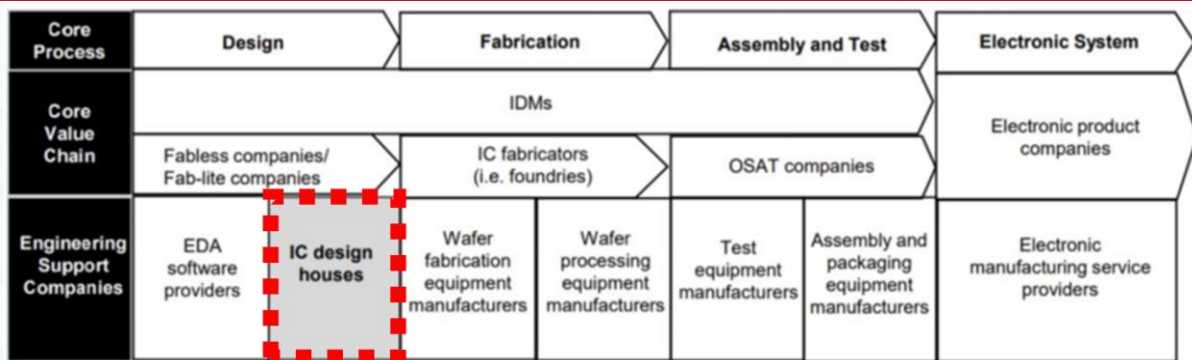 Core
Process
Design
Fabrication
Assembly and Test
Electronic System
Core
Value
Chain
IDMs
Fabless companies/
Fab-lite companies
IC fabricators
(i.e. foundries)
OSAT companies
Electronic product
companies
Engineering
Support
Companies
EDA
software
providers
IC design
houses
Wafer
fabrication
equipment
manufacturers
Wafer
processing
equipment
manufacturers
Test
equipment
manufacturers
Assembly and
packaging
equipment
manufacturers
Electronic
manufacturing service
providers